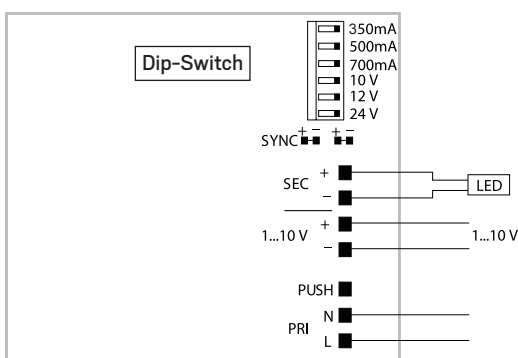 350mA
500mA
Dip-Switch
700mA
10 V
12 V
24 V
SYNC + − + −
SEC +
−
LED
1...10 V +
−
1...10 V
PUSH
PRI N
L